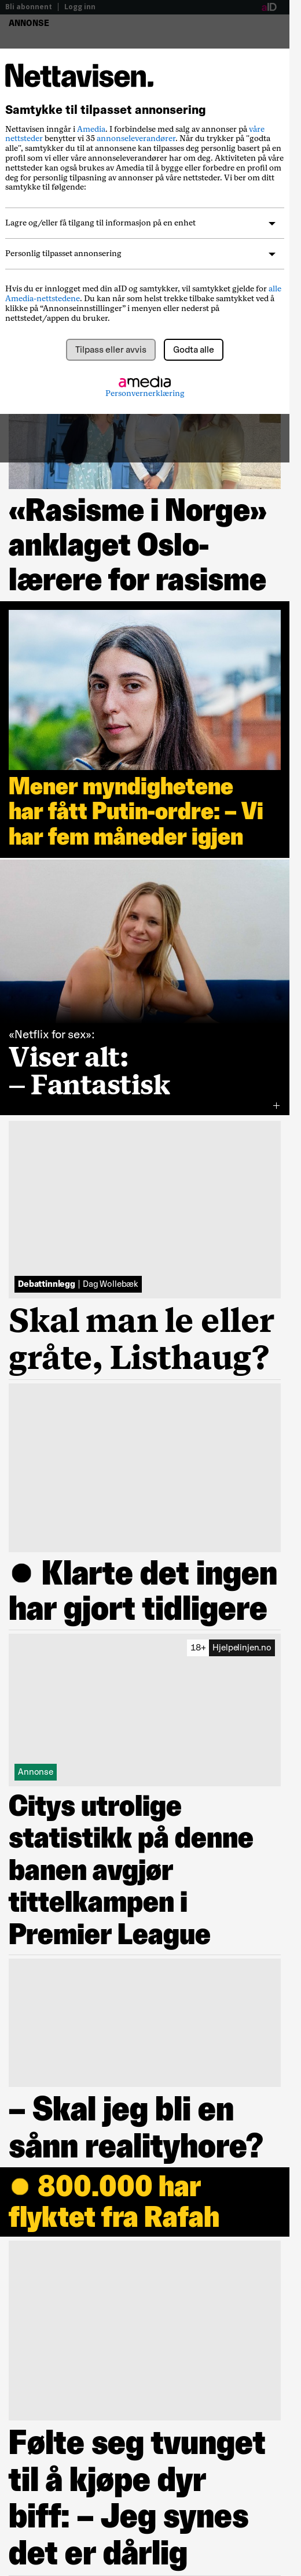 Bli abonnent | Logg inn
aID
ANNONSE
Nettavisen.
Samtykke til tilpasset annonsering
Nettavisen inngår i Amedia. I forbindelse med salg av annonser på våre
nettsteder benytter vi 35 annonseleverandører. Når du trykker på "godta
alle", samtykker du til at annonser kan tilpasses deg personlig basert på en
profil som vi eller våre annonseleverandører har om deg. Aktiviteten på våre
nettsteder kan også brukes av Amedia til å bygge eller forbedre en profil om
deg for personlig tilpasning av annonser på våre nettsteder. Vi ber om ditt
samtykke til følgende:
Lagre og/eller få tilgang til informasjon på en enhet
Personlig tilpasset annonsering
Hvis du er innlogget med din aID og samtykker, vil samtykket gjelde for alle
Amedia-nettstedene. Du kan når som helst trekke tilbake samtykket ved å
klikke på “Annonseinnstillinger” i menyen eller nederst på
nettstedet/appen du bruker.
Tilpass eller avvis
Godta alle
amedia
Personvernerklæring
«Rasisme i Norge»
anklaget Oslo-
lærere for rasisme
Mener myndighetene
har fått Putin-ordre: – Vi
har fem måneder igjen
«Netflix for sex»:
Viser alt:
– Fantastisk
Debattinnlegg | Dag Wollebæk
Skal man le eller
gråte, Listhaug?
● Klarte det ingen
har gjort tidligere
18+ Hjelpelinjen.no
Annonse
Citys utrolige
statistikk på denne
banen avgjør
tittelkampen i
Premier League
– Skal jeg bli en
sånn realityhore?
● 800.000 har
flyktet fra Rafah
Følte seg tvunget
til å kjøpe dyr
biff: – Jeg synes
det er dårlig